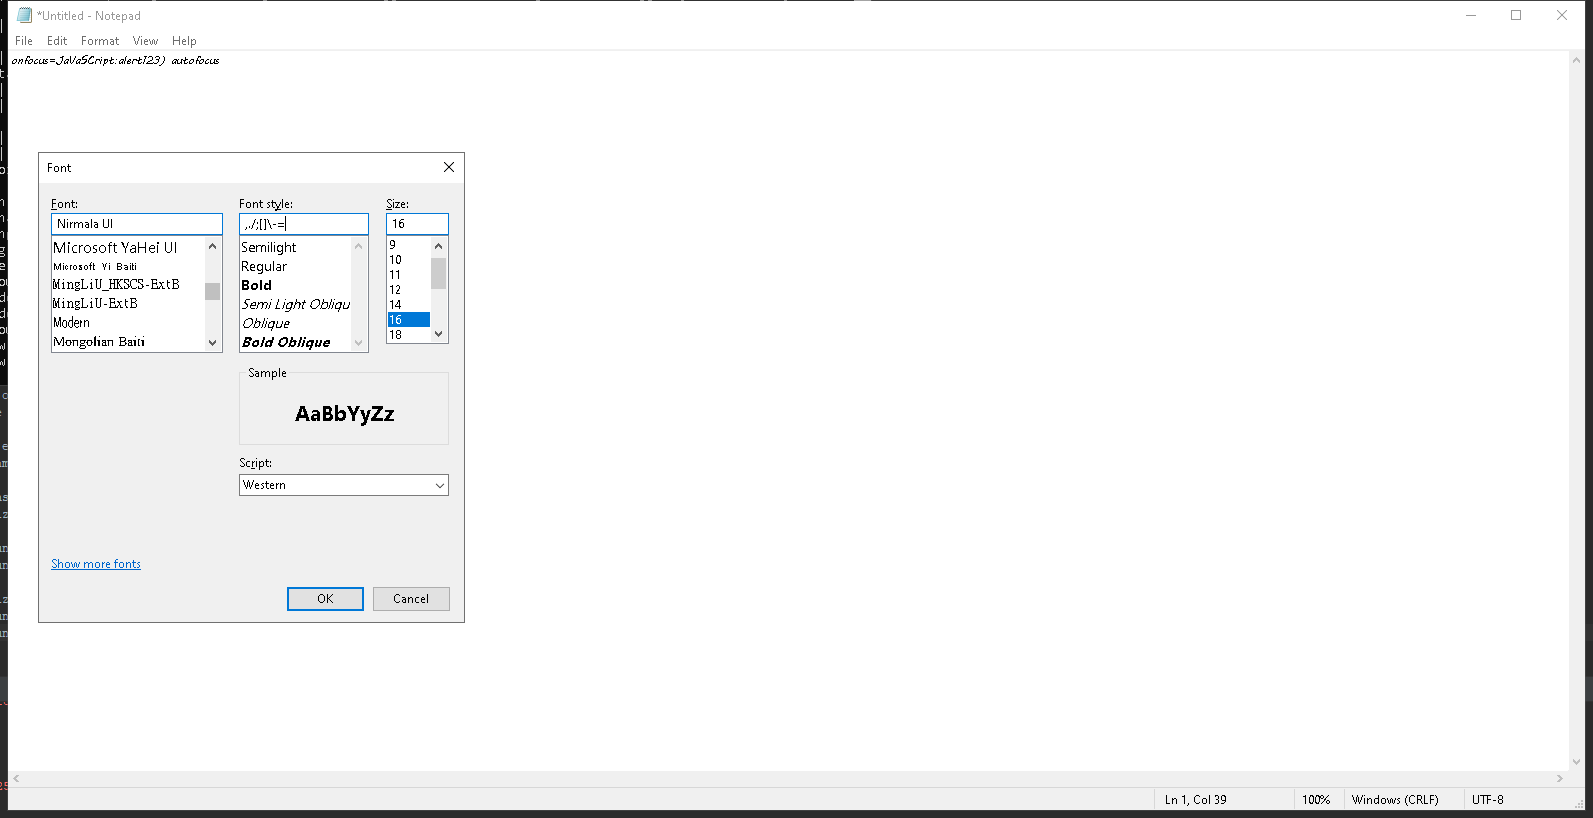 *Untitled - Notepad
File Edit Format View Help
onfocus=JaVaSCript:alert123) autofocus
Font
Font: Font style: Size:
Nirmala UI ,./;[]\-= 16
Microsoft YaHei UI Semilight 9
Microsoft Yi Baiti Regular 10
MingLiU_HKSCS-ExtB Bold 11
MingLiU-ExtB Semi Light Obliqu 12
Modern Oblique 14
Mongolian Baiti Bold Oblique 16
18
Sample
AaBbYyZz
Script:
Western
Show more fonts
OK Cancel
Ln 1, Col 39 100% Windows (CRLF) UTF-8